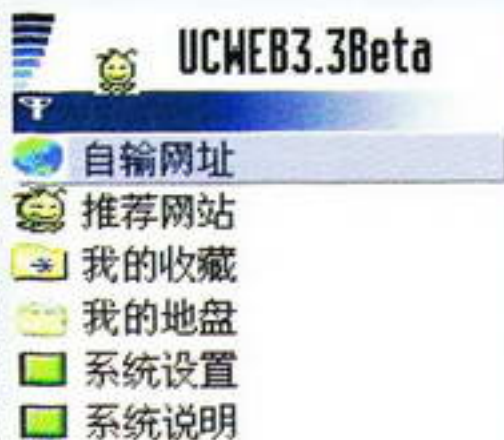 UCWEB3.3Beta
自输网址
推荐网站
我的收藏
我的地盘
系统设置
系统说明